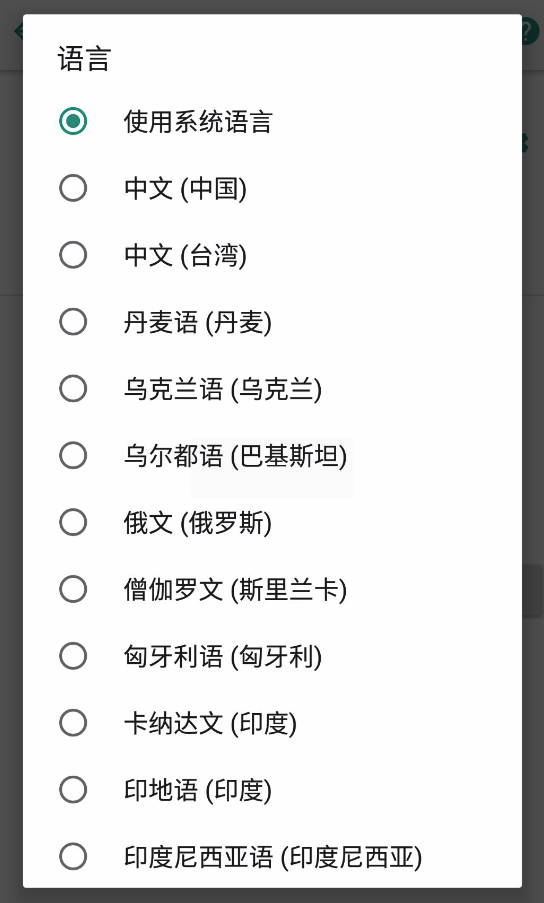 语言
使用系统语言
中文 (中国)
中文 (台湾)
丹麦语 (丹麦)
乌克兰语 (乌克兰)
乌尔都语 (巴基斯坦)
俄文 (俄罗斯)
僧伽罗文 (斯里兰卡)
匈牙利语 (匈牙利)
卡纳达文 (印度)
印地语 (印度)
印度尼西亚语 (印度尼西亚)